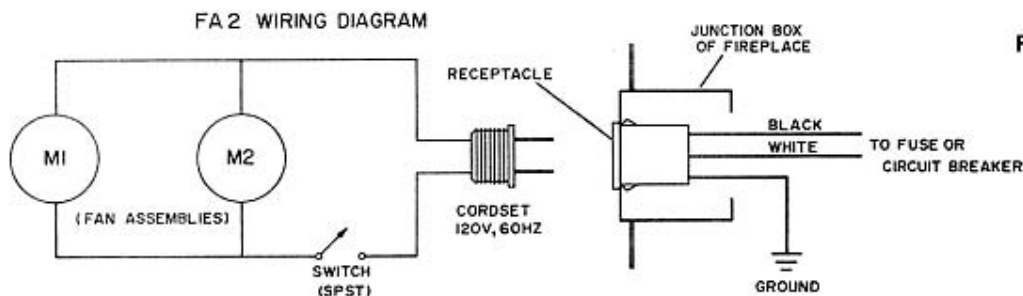 FA2 WIRING DIAGRAM
JUNCTION BOX
OF FIREPLACE
F
RECEPTACLE
M1
M2
(FAN ASSEMBLIES)
SWITCH
(SPST)
CORDSET
120V, 60HZ
BLACK
WHITE
TO FUSE OR
CIRCUIT BREAKER
GROUND